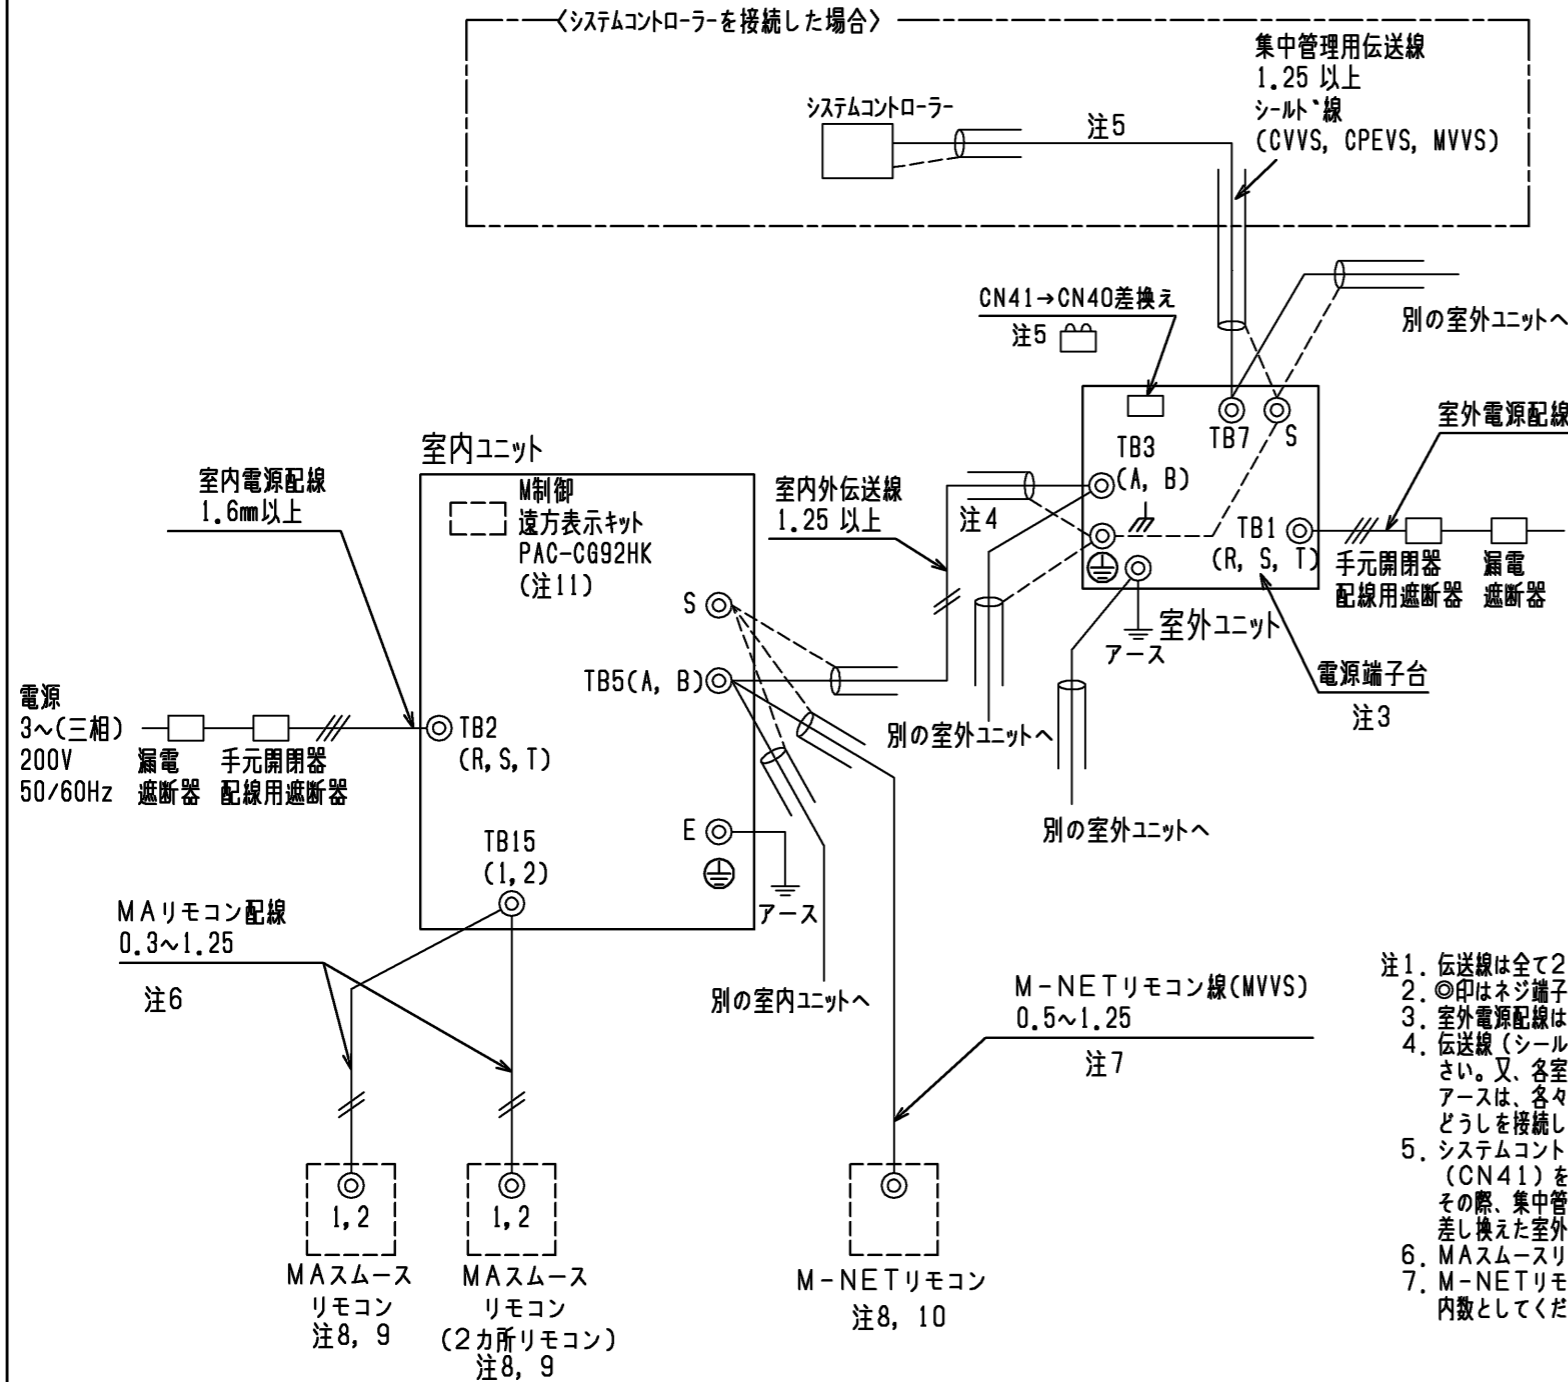 〈システムコントローラーを接続した場合〉
集中管理用伝送線
1.25 以上
シールド線
(CVVS, CPEVS, MVVS)
システムコントローラー
注5
CN41→CN40差換え
注5
別の室外ユニットへ
室外電源配線
TB7
S
TB3
(A, B)
TB1
(R, S, T)
手元開閉器
配線用遮断器
漏電
遮断器
室外ユニット
アース
電源端子台
注3
室内ユニット
M制御
遠方表示キット
PAC-CG92HK
(注11)
室内電源配線
1.6mm以上
室内外伝送線
1.25 以上
注4
S
TB5(A, B)
別の室外ユニットへ
別の室外ユニットへ
電源
3~(三相)
200V
50/60Hz
漏電
遮断器
手元開閉器
配線用遮断器
TB2
(R, S, T)
E
アース
TB15
(1, 2)
MAリモコン配線
0.3~1.25
注6
別の室内ユニットへ
M-NETリモコン線(MVVS)
0.5~1.25
注7
1, 2
MAスムース
リモコン
注8, 9
1, 2
MAスムース
リモコン
(2カ所リモコン)
注8, 9
M-NETリモコン
注8, 10
注1. 伝送線は全て2
2. ◎印はネジ端子
3. 室外電源配線は
4. 伝送線(シール
さい。又、各室
アースは、各々
どうしを接続し
5. システムコント
(CN41)を
その際、集中管
差し換えた室外
6. MAスムースリ
7. M-NETリモ
内数としてくだ